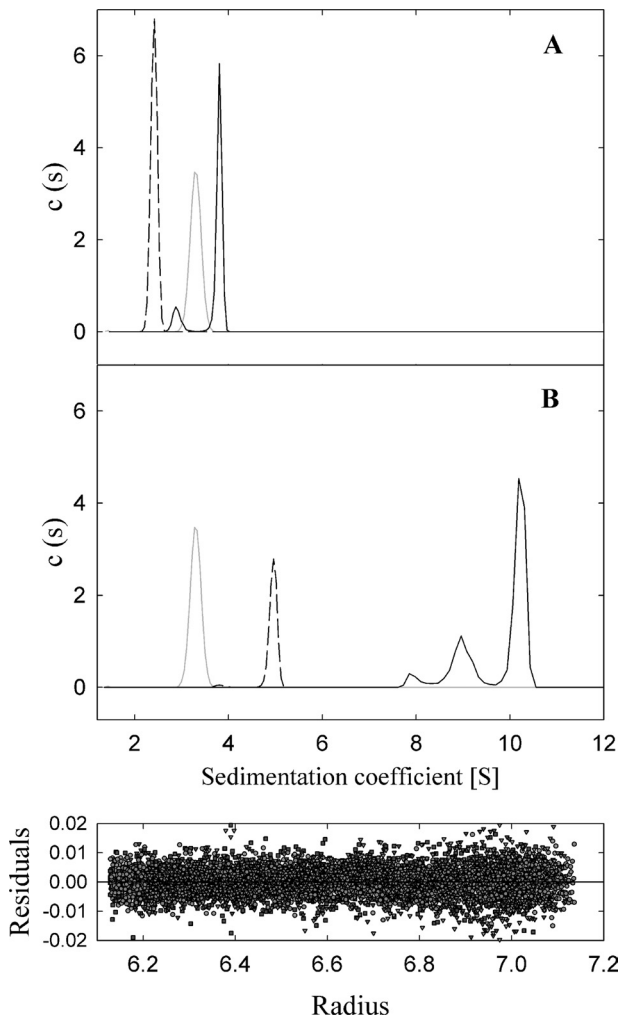 A
c (s)
6
4
2
0
B
c (s)
6
4
2
0
2 4 6 8 10 12
Sedimentation coefficient [S]
Residuals
0.02
0.01
0.00
-0.01
-0.02
6.2 6.4 6.6 6.8 7.0 7.2
Radius